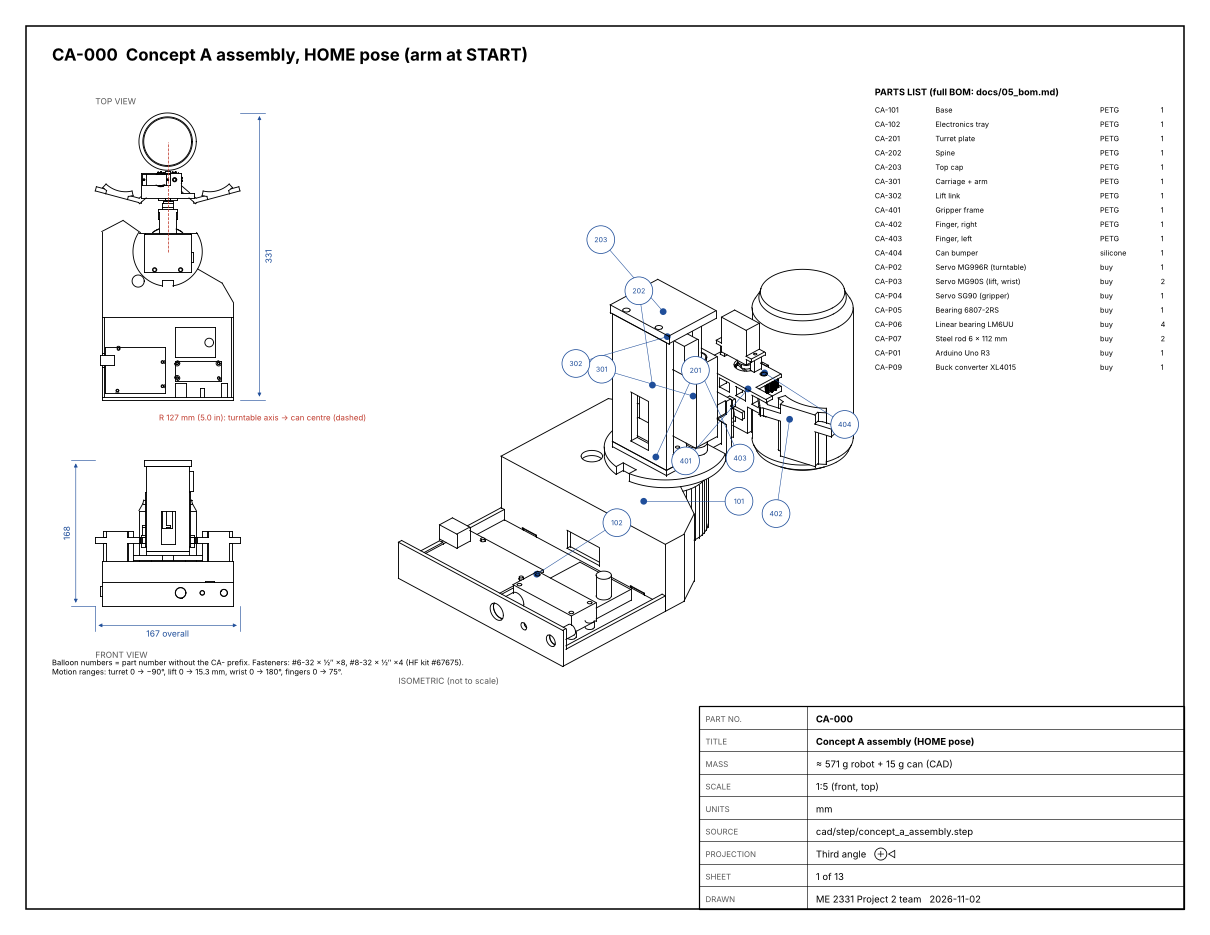 CA-000 Concept A assembly, HOME pose (arm at START)
TOP VIEW
331
R 127 mm (5.0 in): turntable axis → can centre (dashed)
168
167 overall
FRONT VIEW
Balloon numbers = part number without the CA- prefix. Fasteners: #6-32 × ½" ×8, #8-32 × ½" ×4 (HF kit #67675).
Motion ranges: turret 0 → −90°, lift 0 → 15.3 mm, wrist 0 → 180°, fingers 0 → 75°.
203
202
302
301
201
404
401
403
101
402
102
ISOMETRIC (not to scale)
PARTS LIST (full BOM: docs/05_bom.md)
CA-101 Base PETG 1
CA-102 Electronics tray PETG 1
CA-201 Turret plate PETG 1
CA-202 Spine PETG 1
CA-203 Top cap PETG 1
CA-301 Carriage + arm PETG 1
CA-302 Lift link PETG 1
CA-401 Gripper frame PETG 1
CA-402 Finger, right PETG 1
CA-403 Finger, left PETG 1
CA-404 Can bumper silicone 1
CA-P02 Servo MG996R (turntable) buy 1
CA-P03 Servo MG90S (lift, wrist) buy 2
CA-P04 Servo SG90 (gripper) buy 1
CA-P05 Bearing 6807-2RS buy 1
CA-P06 Linear bearing LM6UU buy 4
CA-P07 Steel rod 6 × 112 mm buy 2
CA-P01 Arduino Uno R3 buy 1
CA-P09 Buck converter XL4015 buy 1
PART NO. CA-000
TITLE Concept A assembly (HOME pose)
MASS ≈ 571 g robot + 15 g can (CAD)
SCALE 1:5 (front, top)
UNITS mm
SOURCE cad/step/concept_a_assembly.step
PROJECTION Third angle
SHEET 1 of 13
DRAWN ME 2331 Project 2 team 2026-11-02